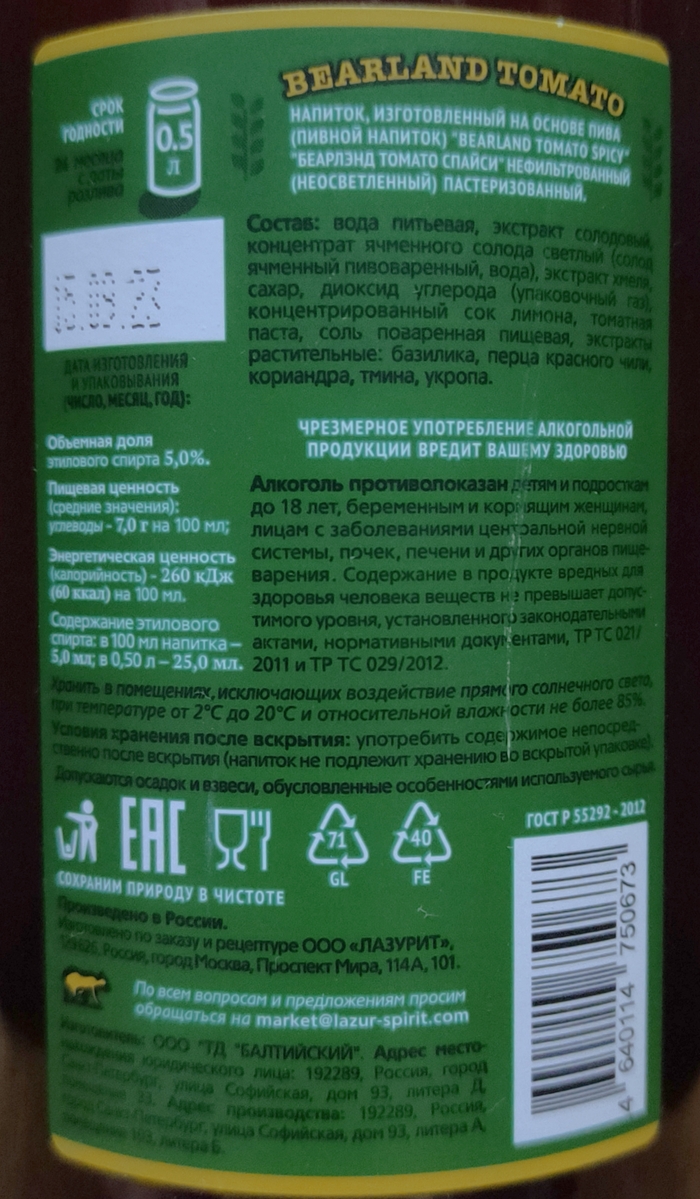 BEARLAND TOMATO
НАПИТОК, ИЗГОТОВЛЕННЫЙ НА ОСНОВЕ ПИВА
(ПИВНОЙ НАПИТОК) "BEARLAND TOMATO SPICY"
"БЕАРЛЭНД ТОМАТО СПАЙСИ" НЕФИЛЬТРОВАННЫЙ
(НЕОСВЕТЛЕННЫЙ) ПАСТЕРИЗОВАННЫЙ.
СРОК
ГОДНОСТИ
месяца
с даты
розлива
0.5
Л
Состав: вода питьевая, экстракт солодовый,
концентрат ячменного солода светлый (солод
ячменный пивоваренный, вода), экстракт хмеля,
сахар, диоксид углерода (упаковочный газ),
концентрированный сок лимона, томатная
паста, соль поваренная пищевая, экстракты
растительные: базилика, перца красного чили,
кориандра, тмина, укропа.
ДАТА ИЗГОТОВЛЕНИЯ
И УПАКОВЫВАНИЯ
(ЧИСЛО, МЕСЯЦ, ГОД):
ЧРЕЗМЕРНОЕ УПОТРЕБЛЕНИЕ АЛКОГОЛЬНОЙ
ПРОДУКЦИИ ВРЕДИТ ВАШЕМУ ЗДОРОВЬЮ
Объемная доля
этилового спирта 5,0%.
Пищевая ценность
(средние значения):
углеводы - 7,0 г на 100 мл;
Энергетическая ценность
(калорийность) - 260 кДж
(60 ккал) на 100 мл.
Содержание этилового
спирта: в 100 мл напитка –
5,0 мл; в 0,50 л – 25,0 мл.
Алкоголь противопоказан детям и подросткам
до 18 лет, беременным и кормящим женщинам,
лицам с заболеваниями центральной нервной
системы, почек, печени и других органов пище-
варения. Содержание в продукте вредных для
здоровья человека веществ не превышает допус-
тимого уровня, установленного законодательными
актами, нормативными документами, ТР ТС 021/
2011 и ТР ТС 029/2012.
Хранить в помещениях, исключающих воздействие прямого солнечного света,
при температуре от 2°С до 20°С и относительной влажности не более 85%.
Условия хранения после вскрытия: употребить содержимое непосред-
ственно после вскрытия (напиток не подлежит хранению во вскрытой упаковке).
Допускаются осадок и взвеси, обусловленные особенностями используемого сырья.
EAC
71
GL
40
FE
СОХРАНИМ ПРИРОДУ В ЧИСТОТЕ
ГОСТ Р 55292 - 2012
4 640114 750673
Произведено в России.
Изготовлено по заказу и рецептуре ООО «ЛАЗУРИТ»,
Россия, город Москва, Проспект Мира, 114А, 101.
По всем вопросам и предложениям просим
обращаться на market@lazur-spirit.com
Изготовитель: ООО "ТД "БАЛТИЙСКИЙ". Адрес место-
нахождения юридического лица: 192289, Россия, город
Санкт-Петербург, улица Софийская, дом 93, литера Д,
помещение 33. Адрес производства: 192289, Россия,
город Санкт-Петербург, улица Софийская, дом 93, литера А,
помещение 103, литера Б.